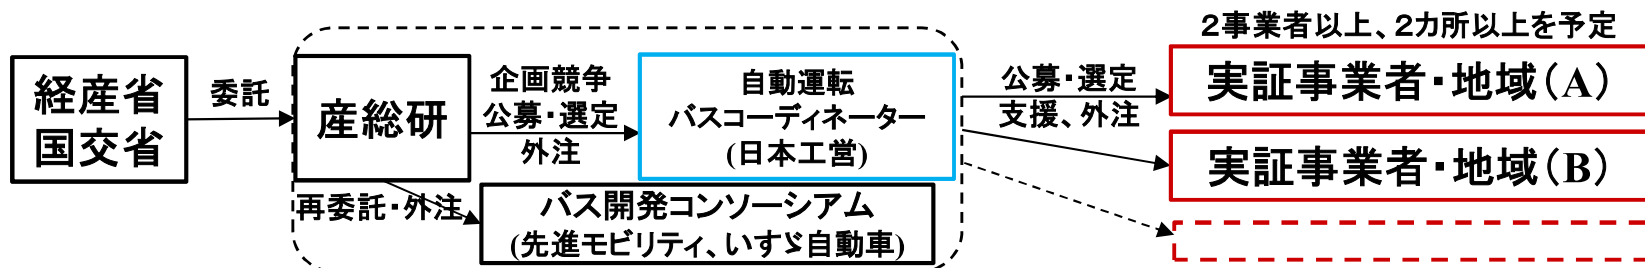 2事業者以上、2カ所以上を予定
経産省
国交省
委託
産総研
企画競争
公募・選定
外注
自動運転
バスコーディネーター
(日本工営)
公募・選定
支援、外注
実証事業者・地域(A)
実証事業者・地域(B)
再委託・外注
バス開発コンソーシアム
(先進モビリティ、いすゞ自動車)